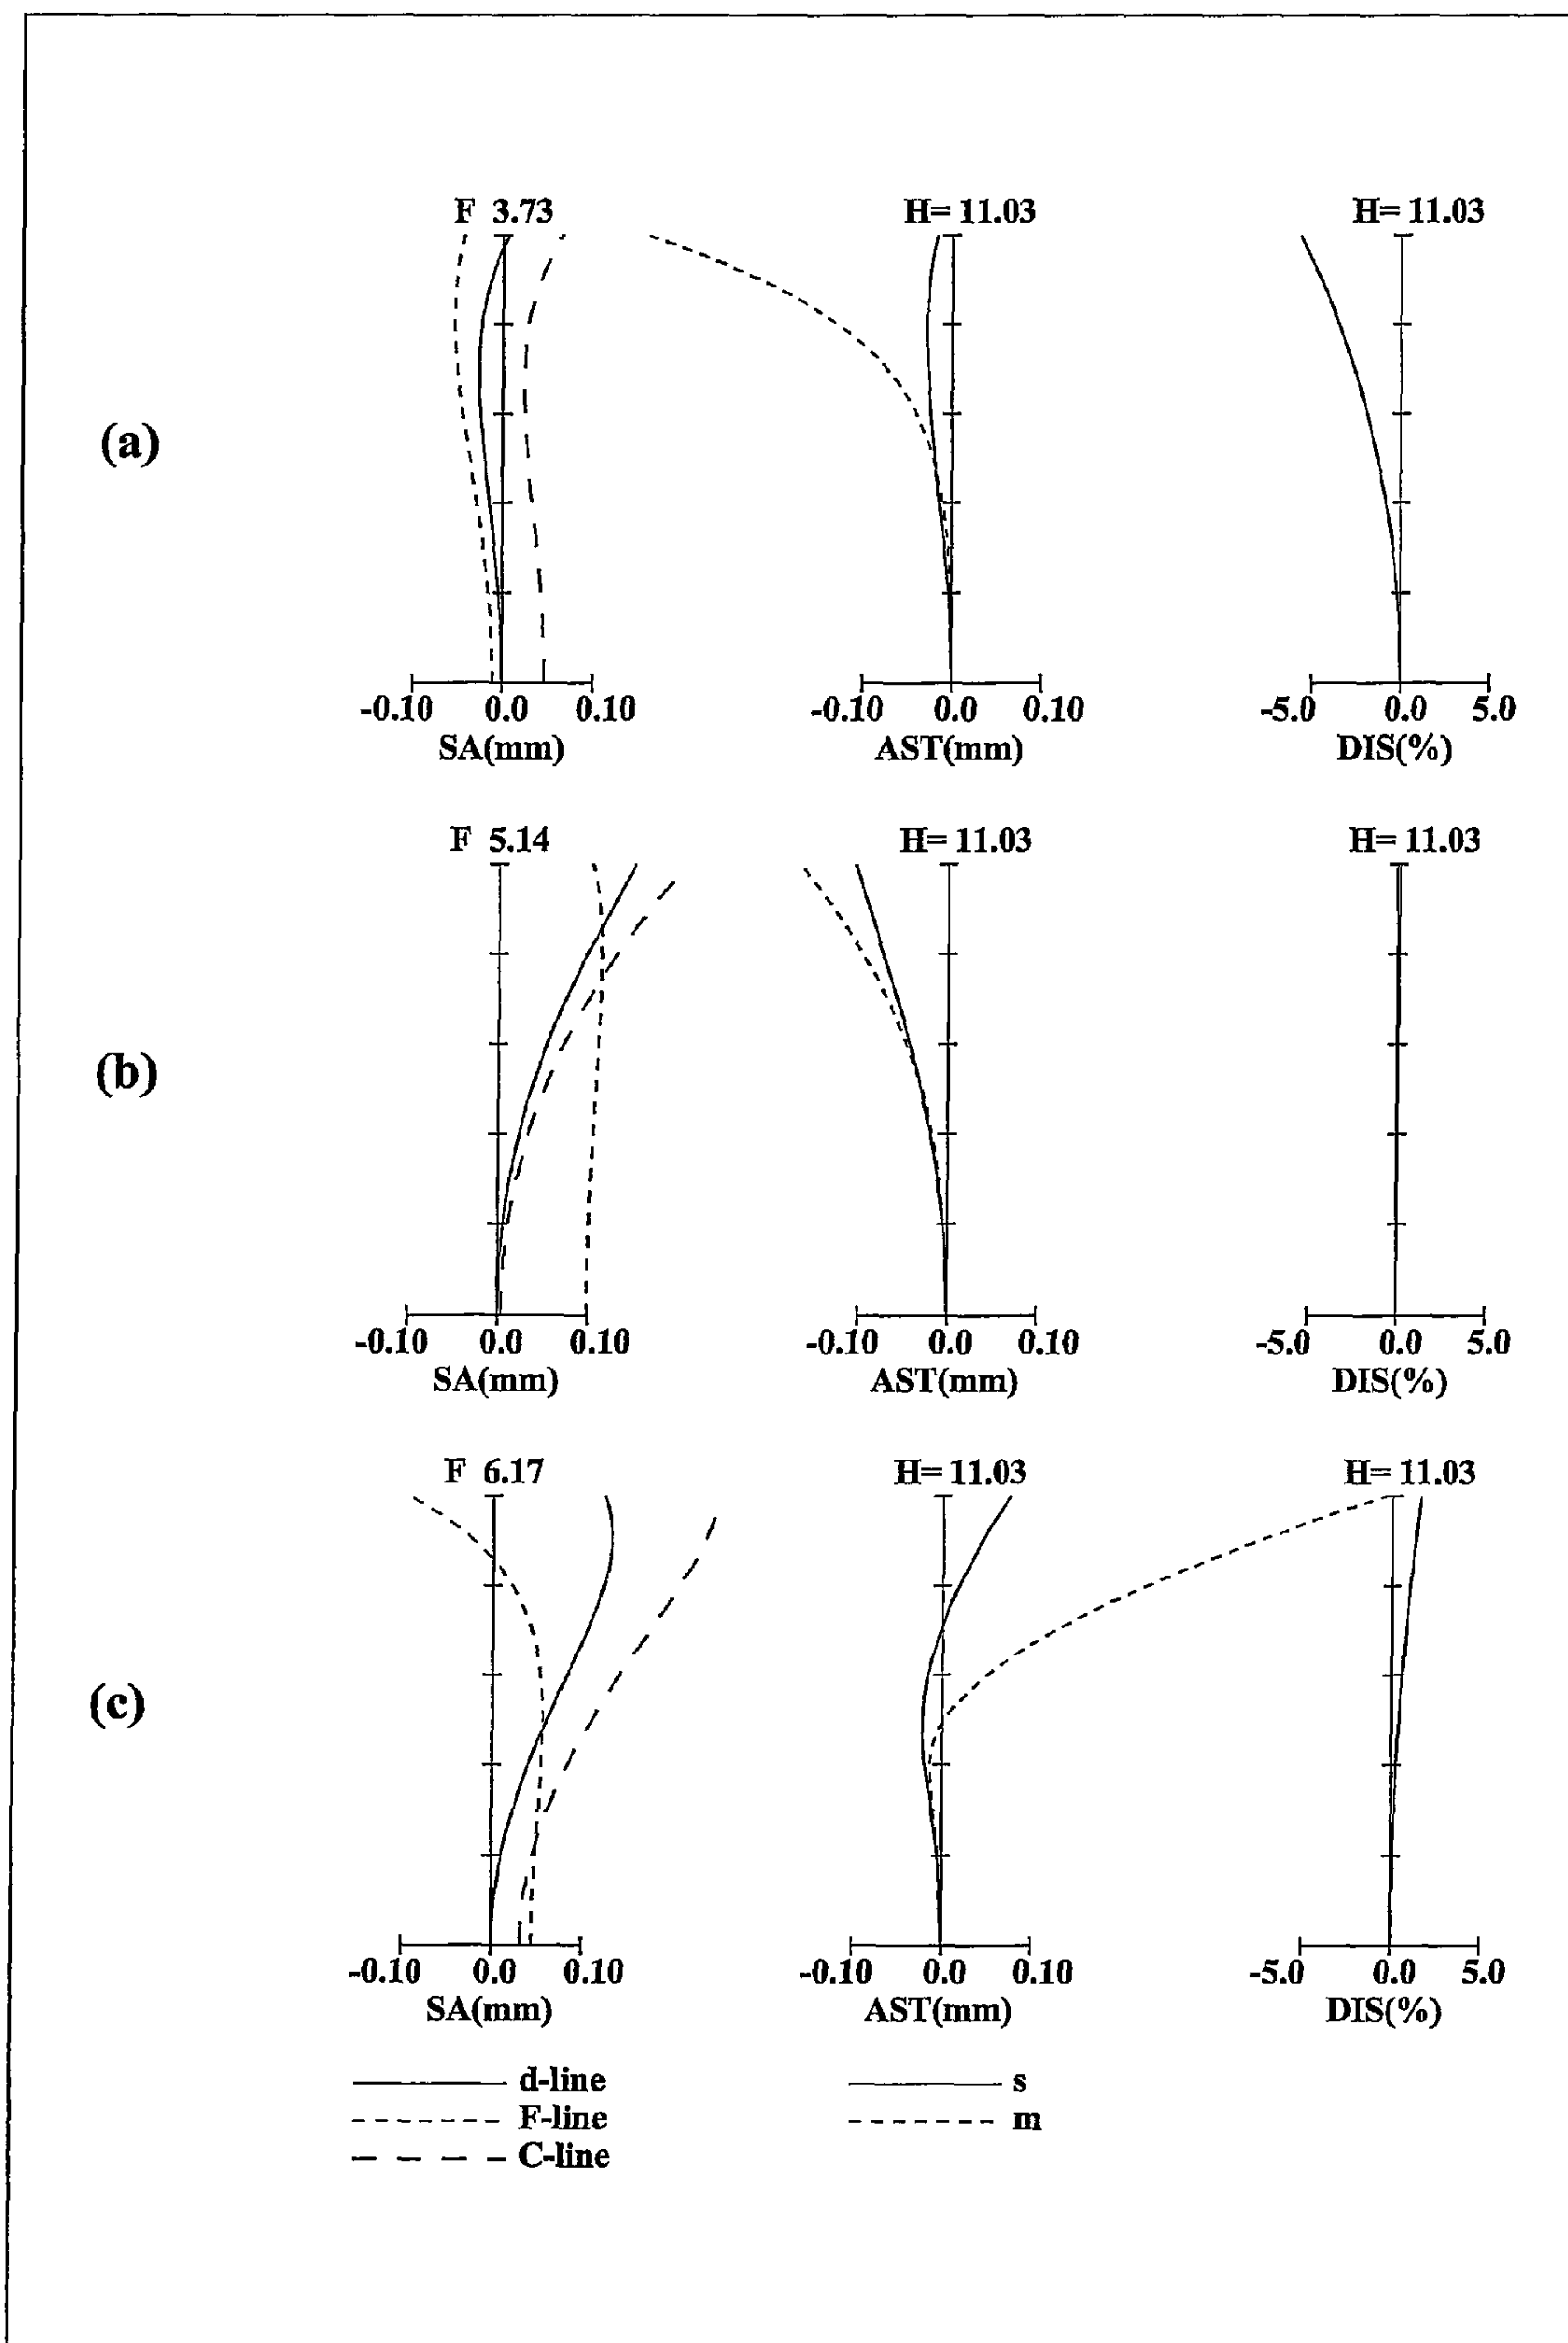 F 3.73 H= 11.03 H= 11.03
(a)
-0.10 0.0 0.10 -0.10 0.0 0.10 -5.0 0.0 5.0
SA(mm) AST(mm) DIS(%)
F 5.14 H= 11.03 H= 11.03
(b)
-0.10 0.0 0.10 -0.10 0.0 0.10 -5.0 0.0 5.0
SA(mm) AST(mm) DIS(%)
F 6.17 H= 11.03 H= 11.03
(c)
-0.10 0.0 0.10 -0.10 0.0 0.10 -5.0 0.0 5.0
SA(mm) AST(mm) DIS(%)
d-line s
F-line m
C-line